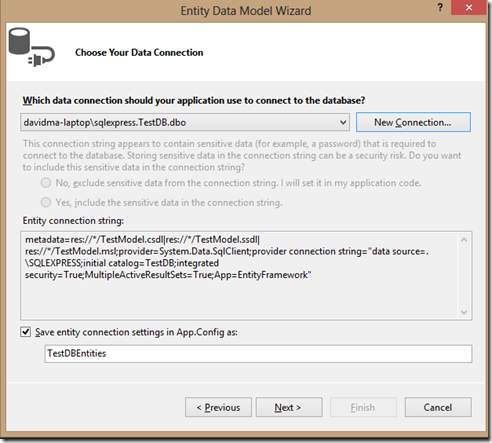 Entity Data Model Wizard
?
Choose Your Data Connection
Which data connection should your application use to connect to the database?
davidma-laptop\sqlexpress.TestDB.dbo
New Connection...
This connection string appears to contain sensitive data (for example, a password) that is required to
connect to the database. Storing sensitive data in the connection string can be a security risk. Do you want
to include this sensitive data in the connection string?
No, exclude sensitive data from the connection string. I will set it in my application code.
Yes, include the sensitive data in the connection string.
Entity connection string:
metadata=res://*/TestModel.csdl|res://*/TestModel.ssdl|
res://*/TestModel.msl;provider=System.Data.SqlClient;provider connection string="data source=.
\SQLEXPRESS;initial catalog=TestDB;integrated
security=True;MultipleActiveResultSets=True;App=EntityFramework"
Save entity connection settings in App.Config as:
TestDBEntities
< Previous
Next >
Finish
Cancel